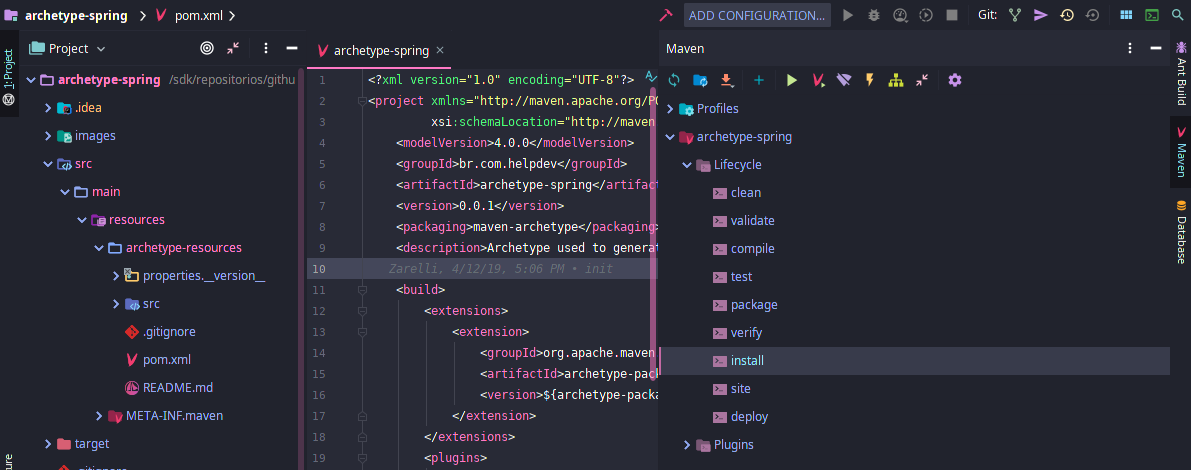 archetype-spring
pom.xml
ADD CONFIGURATION...
Git:
1: Project
Project
archetype-spring /sdk/repositorios/githu
.idea
images
src
main
resources
archetype-resources
properties.__version__
src
.gitignore
pom.xml
README.md
META-INF.maven
target
.gitignore
archetype-spring
1 <?xml version="1.0" encoding="UTF-8"?>
2 <project xmlns="http://maven.apache.org/PO
3 xsi:schemaLocation="http://maven
4 <modelVersion>4.0.0</modelVersion>
5 <groupId>br.com.helpdev</groupId>
6 <artifactId>archetype-spring</artifac
7 <version>0.0.1</version>
8 <packaging>maven-archetype</packaging>
9 <description>Archetype used to generat
10 Zarelli, 4/12/19, 5:06 PM • init
11 <build>
12 <extensions>
13 <extension>
14 <groupId>org.apache.maven
15 <artifactId>archetype-pac
16 <version>${archetype-packa
17 </extension>
18 </extensions>
19 <plugins>
Maven
Profiles
archetype-spring
Lifecycle
clean
validate
compile
test
package
verify
install
site
deploy
Plugins
Ant Build
Maven
Database